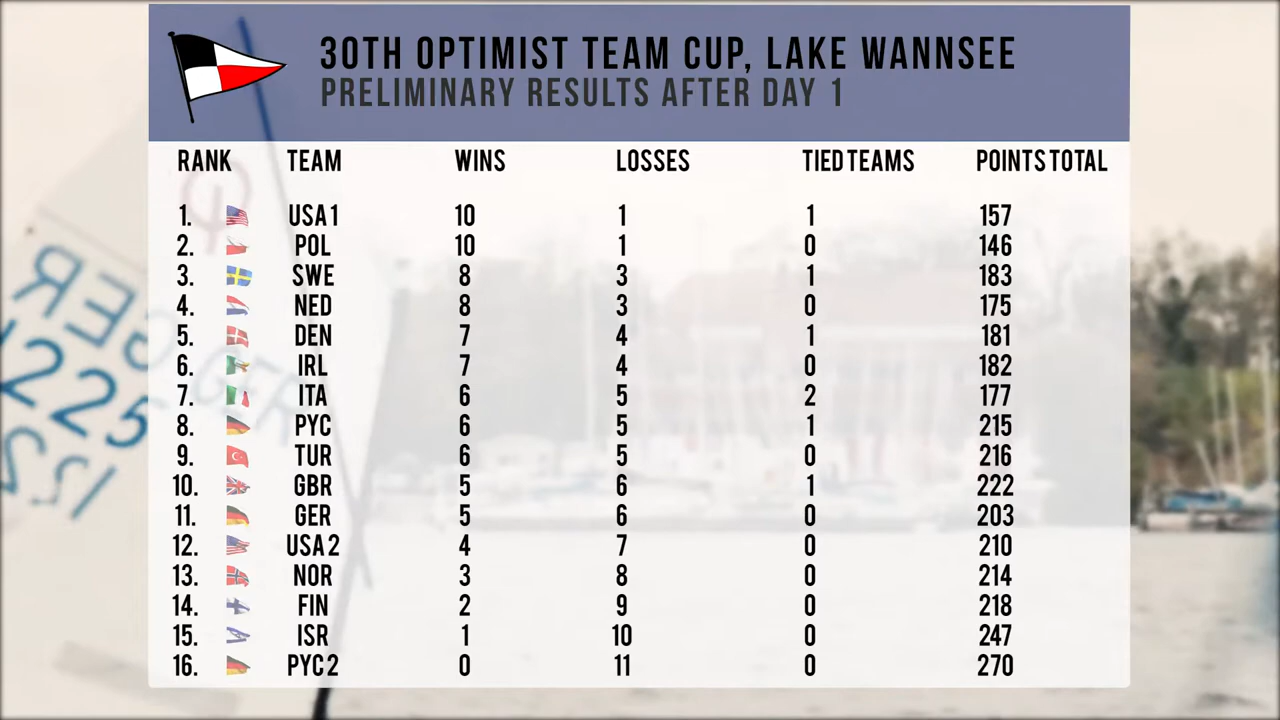 30TH OPTIMIST TEAM CUP, LAKE WANNSEE
PRELIMINARY RESULTS AFTER DAY 1
RANK TEAM WINS LOSSES TIED TEAMS POINTS TOTAL
1. USA 1 10 1 1 157
2. POL 10 1 0 146
3. SWE 8 3 1 183
4. NED 8 3 0 175
5. DEN 7 4 1 181
6. IRL 7 4 0 182
7. ITA 6 5 2 177
8. PYC 6 5 1 215
9. TUR 6 5 0 216
10. GBR 5 6 1 222
11. GER 5 6 0 203
12. USA 2 4 7 0 210
13. NOR 3 8 0 214
14. FIN 2 9 0 218
15. ISR 1 10 0 247
16. PYC 2 0 11 0 270
GER